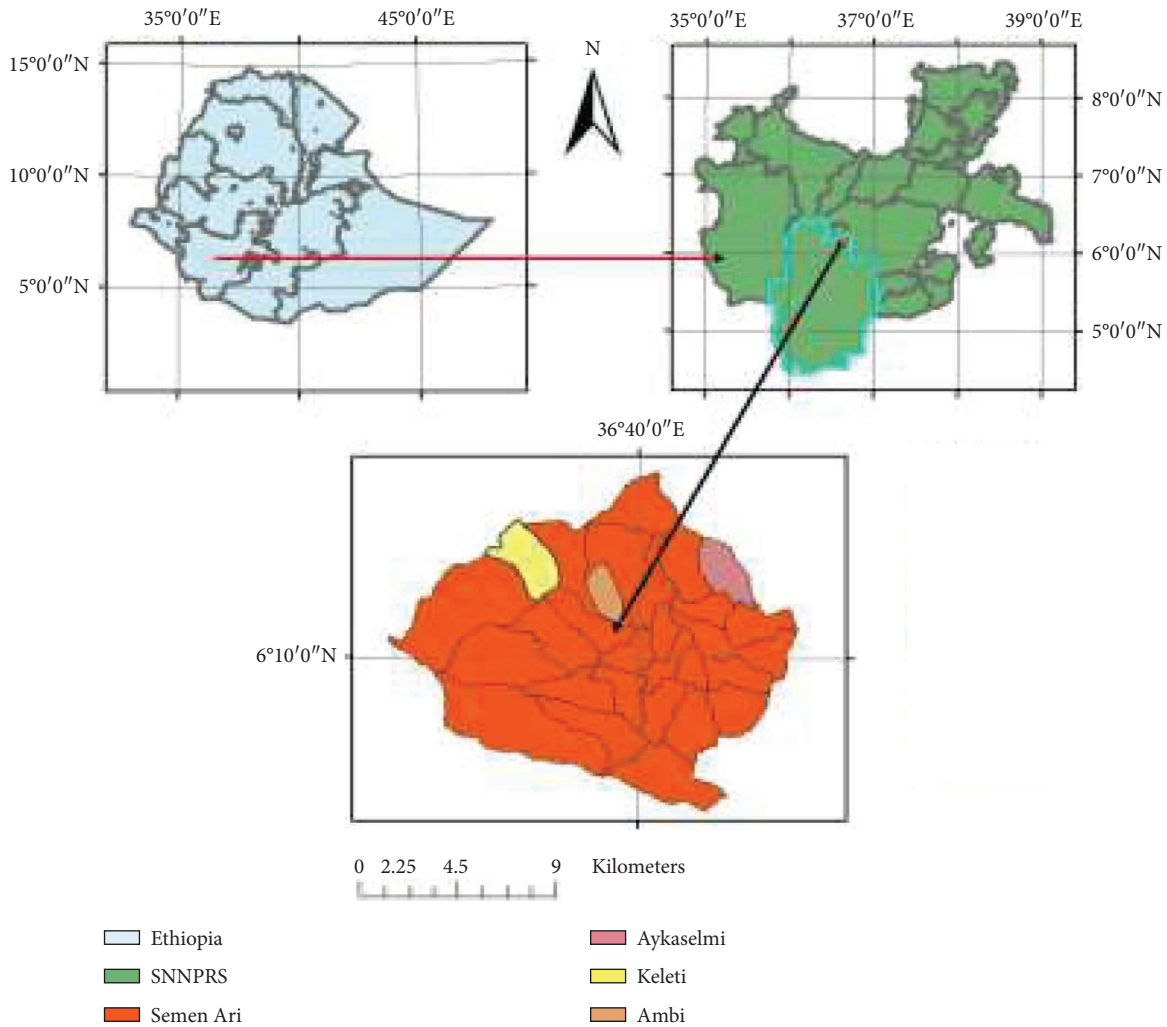 35°0′0″E 45°0′0″E
15°0′0″N
10°0′0″N
5°0′0″N
N
35°0′0″E 37°0′0″E 39°0′0″E
8°0′0″N
7°0′0″N
6°0′0″N
5°0′0″N
36°40′0″E
6°10′0″N
0 2.25 4.5 9 Kilometers
Ethiopia
SNNPRS
Semen Ari
Aykaselmi
Keleti
Ambi